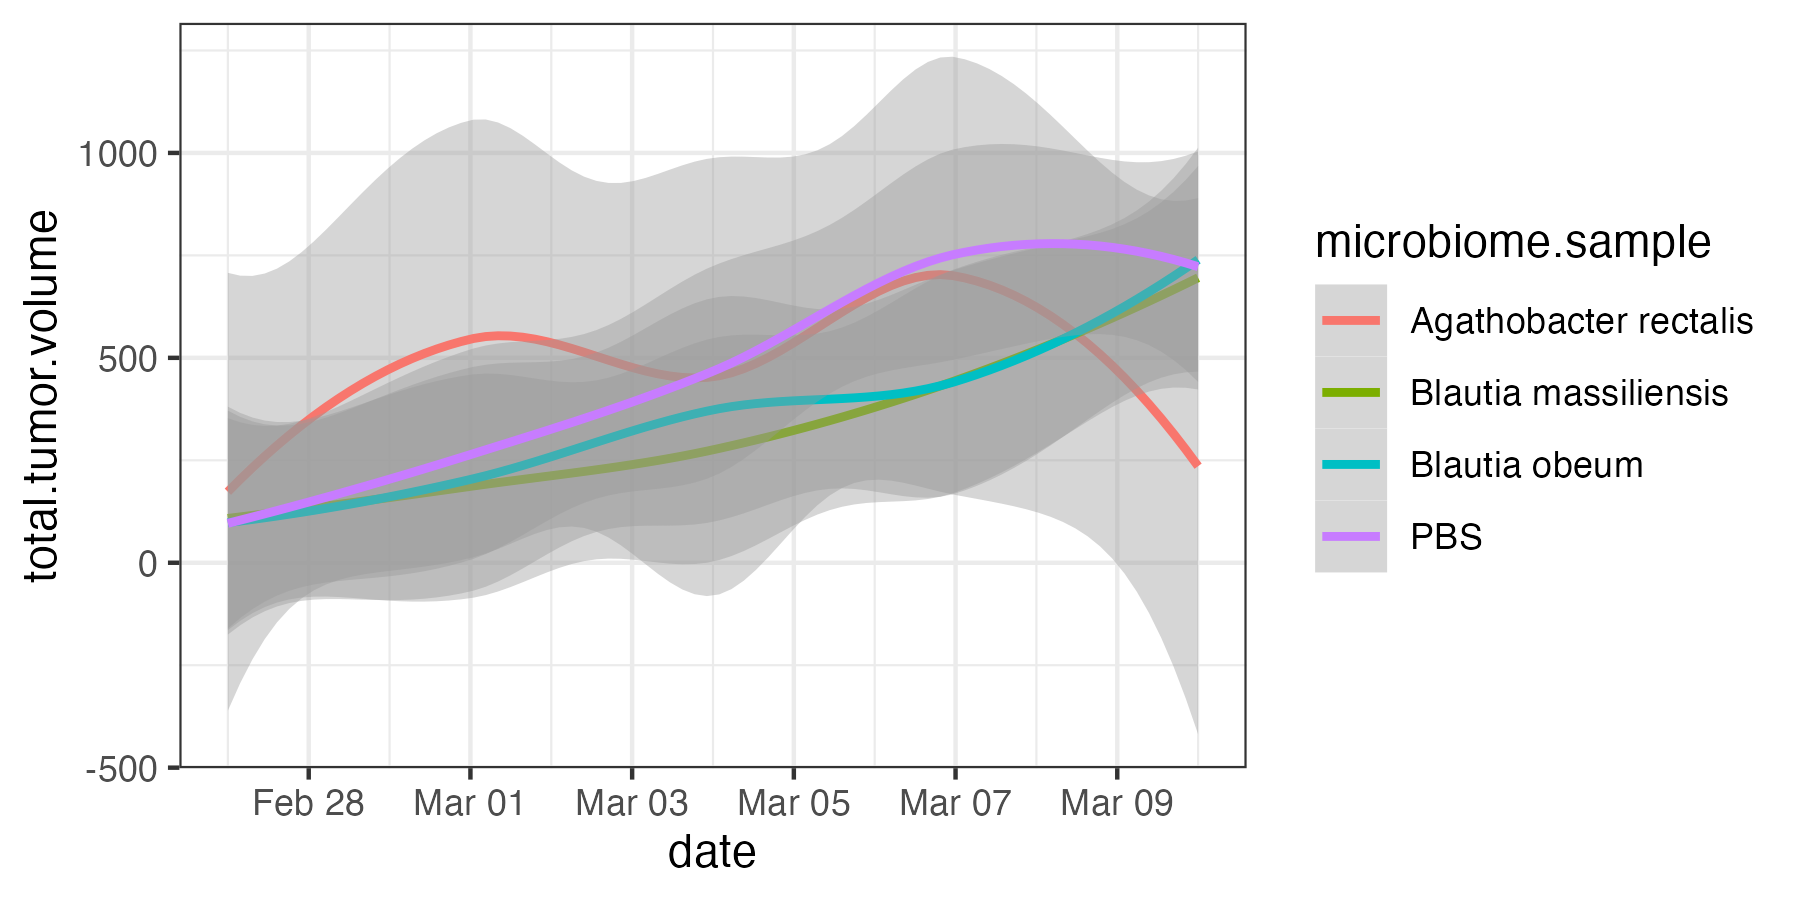 total.tumor.volume
1000
500
0
-500
Feb 28 Mar 01 Mar 03 Mar 05 Mar 07 Mar 09
date
microbiome.sample
Agathobacter rectalis
Blautia massiliensis
Blautia obeum
PBS